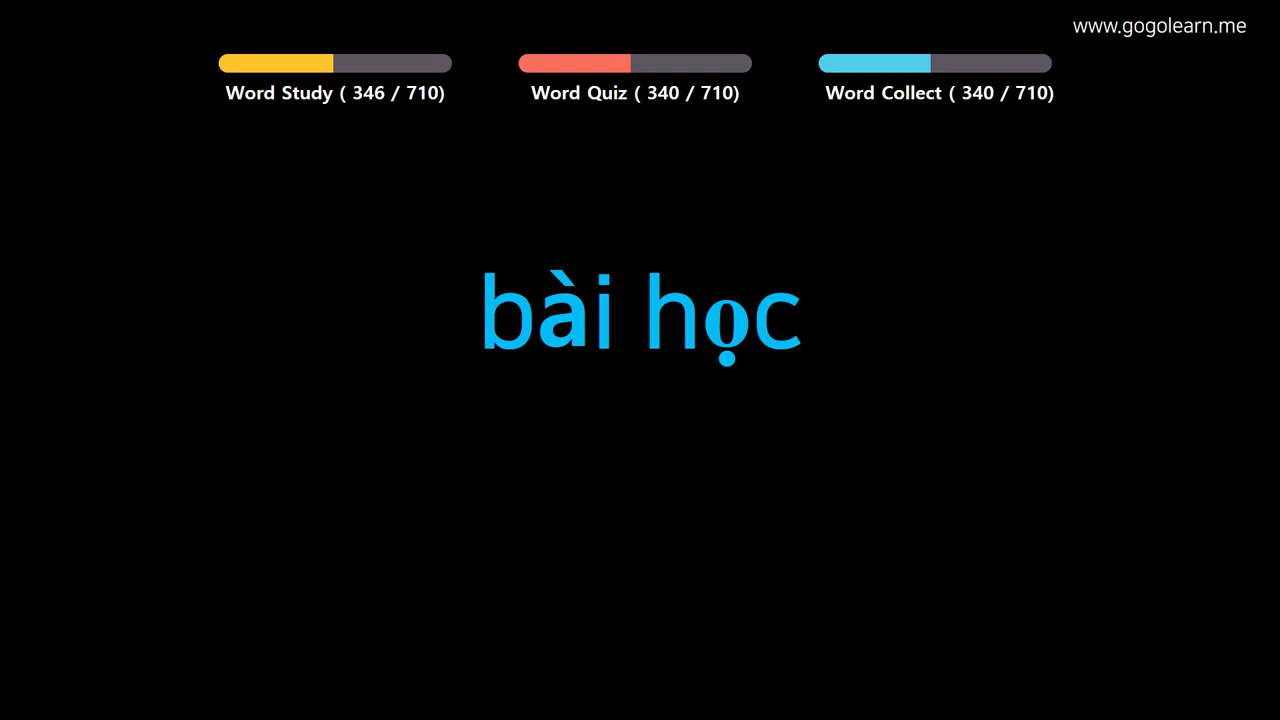 www.gogolearn.me
Word Study ( 346 / 710)
Word Quiz ( 340 / 710)
Word Collect ( 340 / 710)
bài học